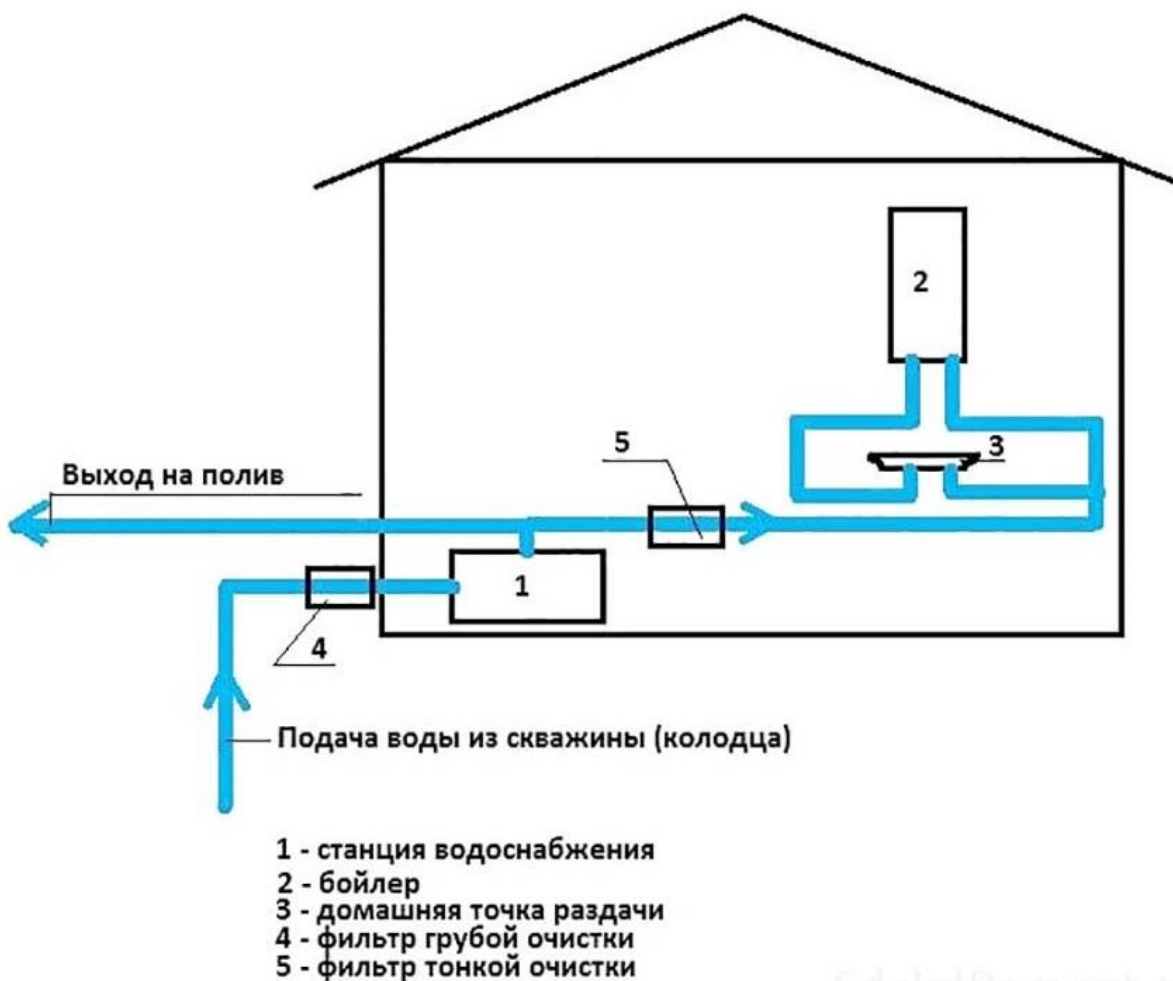 2
5
3
Выход на полив
1
4
Подача воды из скважины (колодца)
1 - станция водоснабжения
2 - бойлер
3 - домашняя точка раздачи
4 - фильтр грубой очистки
5 - фильтр тонкой очистки